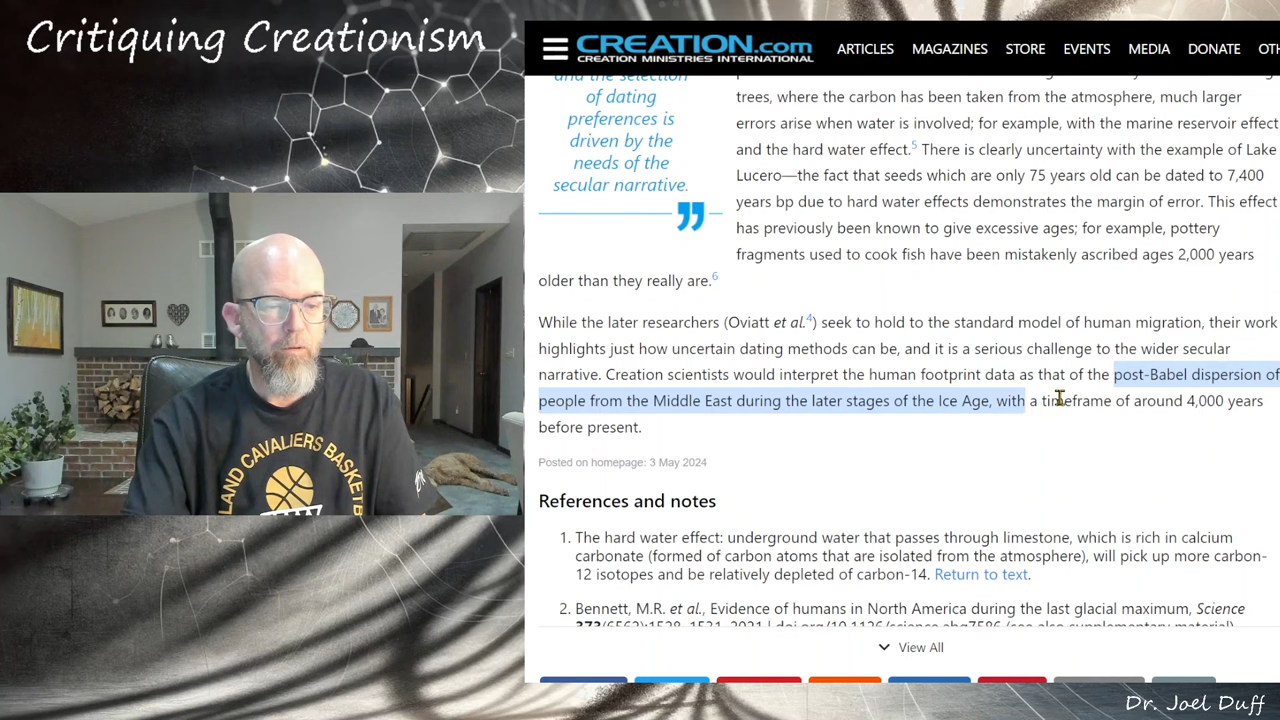 Critiquing Creationism
CREATION.com
CREATION MINISTRIES INTERNATIONAL
ARTICLES MAGAZINES STORE EVENTS MEDIA DONATE
and the selection
of dating
preferences is
driven by the
needs of the
secular narrative.
trees, where the carbon has been taken from the atmosphere, much larger
errors arise when water is involved; for example, with the marine reservoir effect
and the hard water effect.5 There is clearly uncertainty with the example of Lake
Lucero—the fact that seeds which are only 75 years old can be dated to 7,400
years bp due to hard water effects demonstrates the margin of error. This effect
has previously been known to give excessive ages; for example, pottery
fragments used to cook fish have been mistakenly ascribed ages 2,000 years
older than they really are.6
While the later researchers (Oviatt et al.4) seek to hold to the standard model of human migration, their work
highlights just how uncertain dating methods can be, and it is a serious challenge to the wider secular
narrative. Creation scientists would interpret the human footprint data as that of the post-Babel dispersion of
people from the Middle East during the later stages of the Ice Age, with a timeframe of around 4,000 years
before present.
Posted on homepage: 3 May 2024
References and notes
1. The hard water effect: underground water that passes through limestone, which is rich in calcium
carbonate (formed of carbon atoms that are isolated from the atmosphere), will pick up more carbon-
12 isotopes and be relatively depleted of carbon-14. Return to text.
2. Bennett, M.R. et al., Evidence of humans in North America during the last glacial maximum, Science
View All
CAVALIERS
Dr. Joel Duff